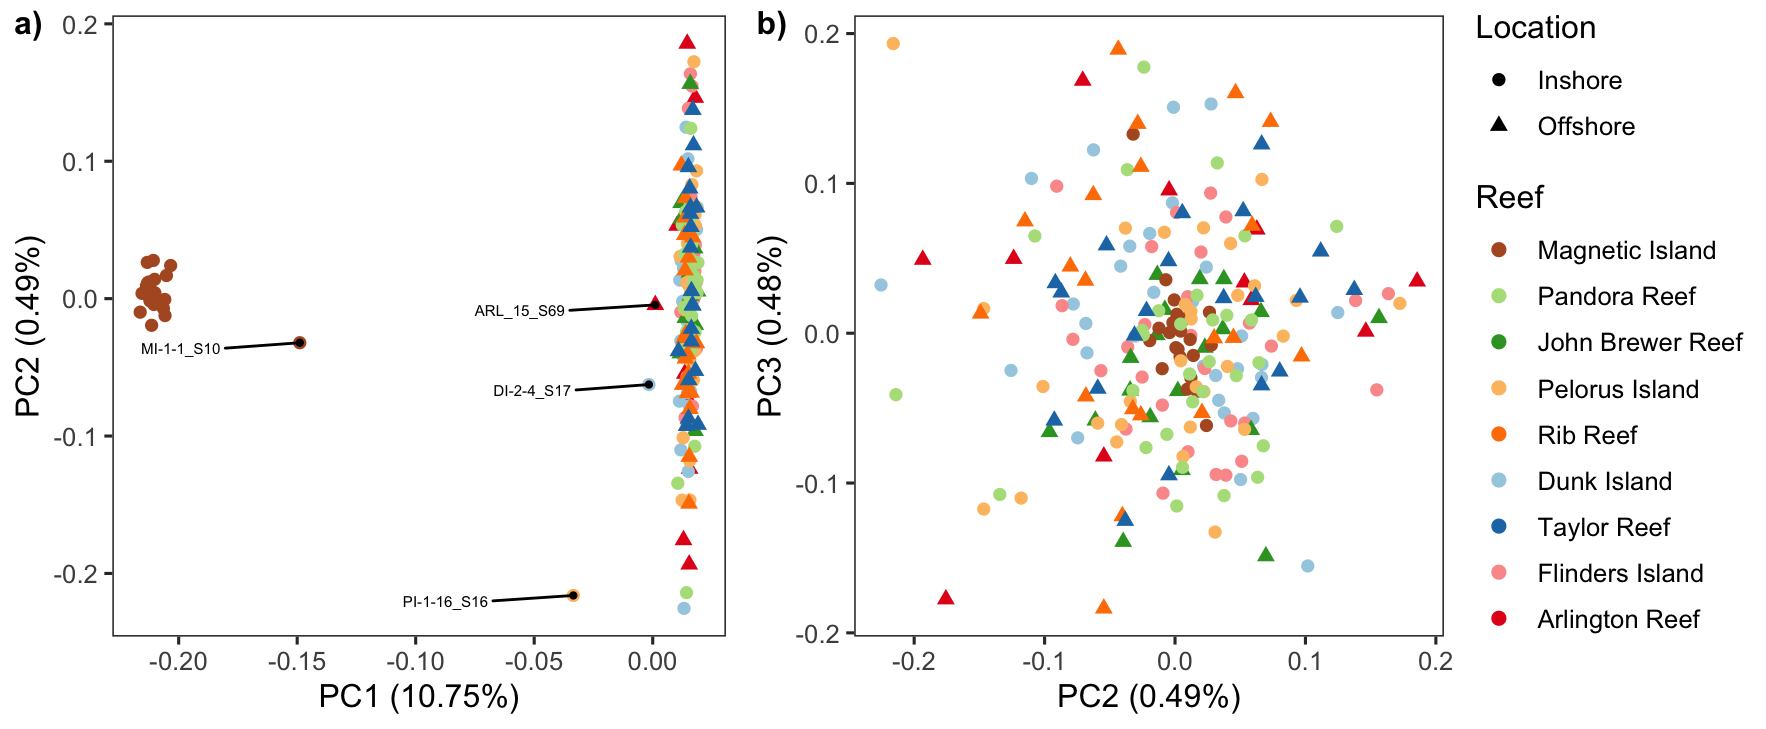 a)
0.2
0.1
0.0
-0.1
-0.2
PC2 (0.49%)
ARL_15_S69
MI-1-1_S10
DI-2-4_S17
PI-1-16_S16
-0.20
-0.15
-0.10
-0.05
0.00
PC1 (10.75%)
b)
0.2
0.1
0.0
-0.1
-0.2
PC3 (0.48%)
-0.2
-0.1
0.0
0.1
0.2
PC2 (0.49%)
Location
Inshore
Offshore
Reef
Magnetic Island
Pandora Reef
John Brewer Reef
Pelorus Island
Rib Reef
Dunk Island
Taylor Reef
Flinders Island
Arlington Reef